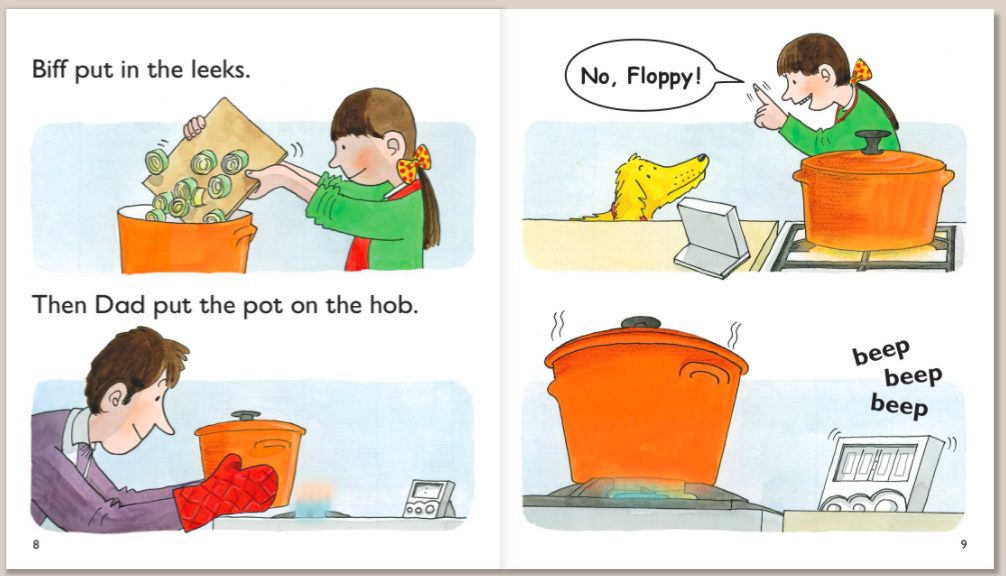 Biff put in the leeks.
Then Dad put the pot on the hob.
8
No, Floppy!
beep
beep
beep
9